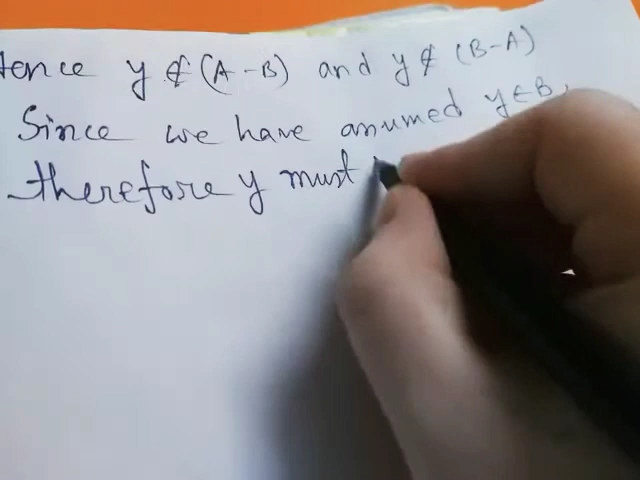 Hence y ∉ (A-B) and y ∉ (B-A)
Since we have assumed y∈B,
therefore y must